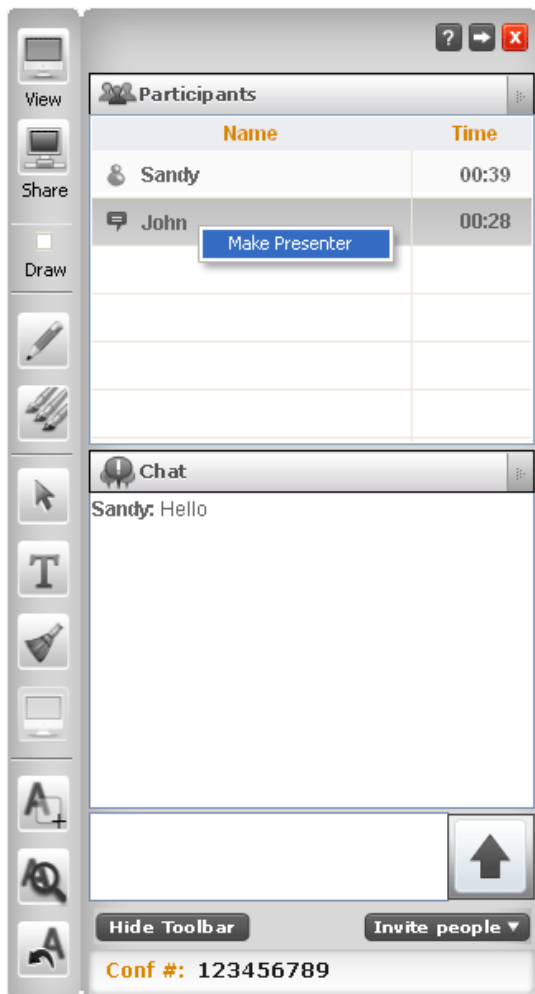 ? X
View
Share
Draw
T
A
A
A
Participants
Name Time
Sandy 00:39
John 00:28
Make Presenter
Chat
Sandy: Hello
Hide Toolbar Invite people
Conf #: 123456789